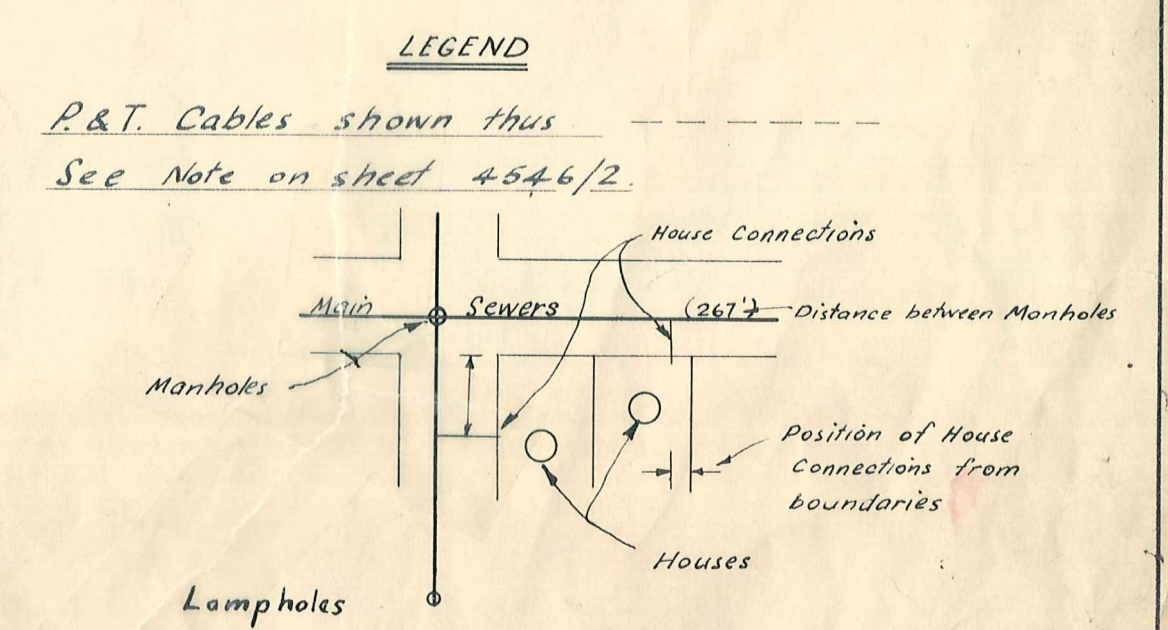 LEGEND
P. & T. Cables shown thus
See Note on sheet 4546/2.
House Connections
Main Sewers (267') Distance between Manholes
Manholes
Position of House
Connections from
boundaries
Houses
Lampholes